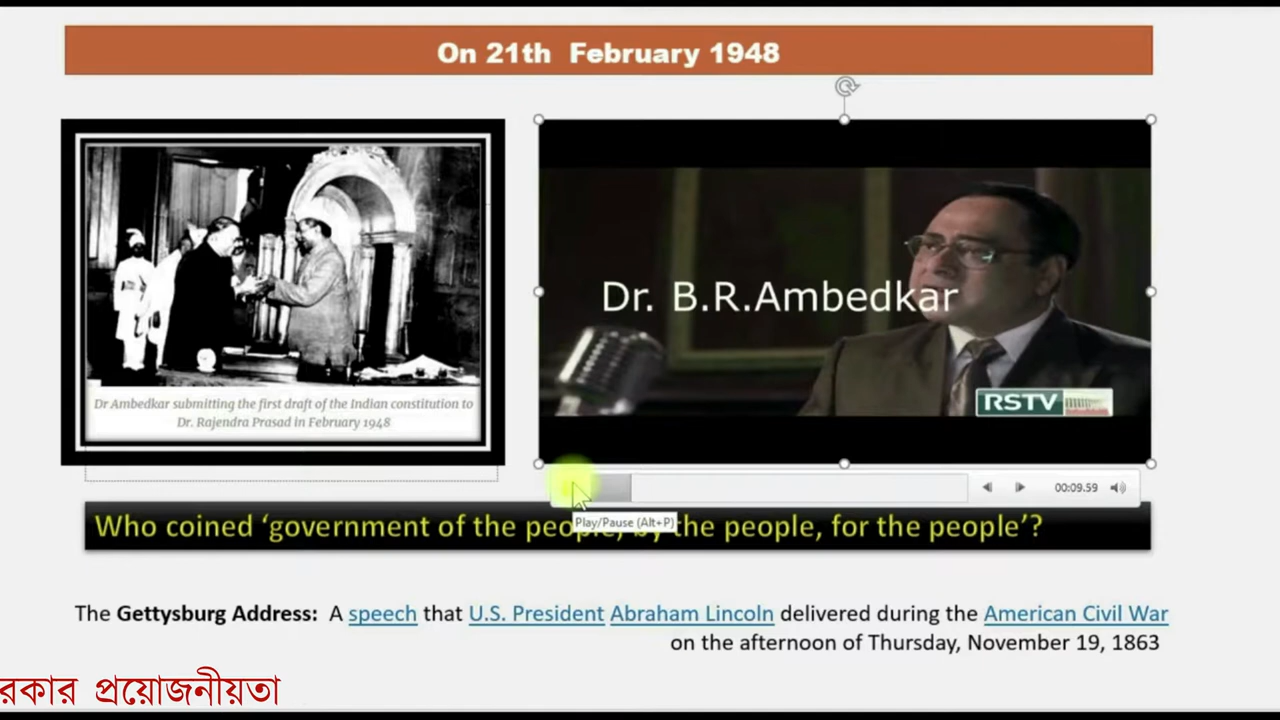 On 21th February 1948
Dr Ambedkar submitting the first draft of the Indian constitution to
Dr. Rajendra Prasad in February 1948
Dr. B.R.Ambedkar
RSTV
00:09.59
Who coined ‘government of the people, by the people, for the people’?
Play/Pause (Alt+P)
The Gettysburg Address: A speech that U.S. President Abraham Lincoln delivered during the American Civil War
on the afternoon of Thursday, November 19, 1863
রকার প্রয়োজনীয়তা